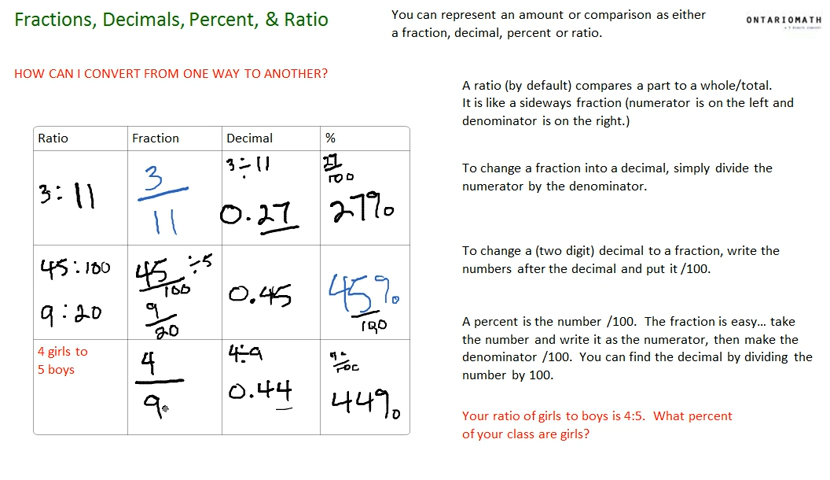 Fractions, Decimals, Percent, & Ratio
You can represent an amount or comparison as either
a fraction, decimal, percent or ratio.
ONTARIOMATH
HOW CAN I CONVERT FROM ONE WAY TO ANOTHER?
A ratio (by default) compares a part to a whole/total.
It is like a sideways fraction (numerator is on the left and
denominator is on the right.)
To change a fraction into a decimal, simply divide the
numerator by the denominator.
To change a (two digit) decimal to a fraction, write the
numbers after the decimal and put it /100.
A percent is the number /100.  The fraction is easy... take
the number and write it as the numerator, then make the
denominator /100.  You can find the decimal by dividing the
number by 100.
Your ratio of girls to boys is 4:5.  What percent
of your class are girls?
Ratio Fraction Decimal %
3:11
3
11
3÷11
0.27
27
100
27%
45:100
9:20
45 ÷5
100
9
20
0.45
45%
100
4 girls to
5 boys
4
9
4÷9
0.44
100
44%